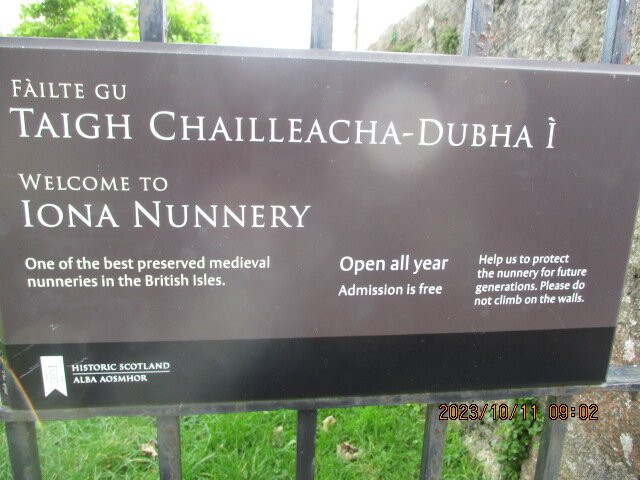 FÀILTE GU
TAIGH CHAILLEACHA-DUBHA Ì
WELCOME TO
IONA NUNNERY
One of the best preserved medieval
nunneries in the British Isles.
Open all year
Admission is free
Help us to protect
the nunnery for future
generations. Please do
not climb on the walls.
HISTORIC SCOTLAND
ALBA AOSMHOR
2023/10/11 09:02